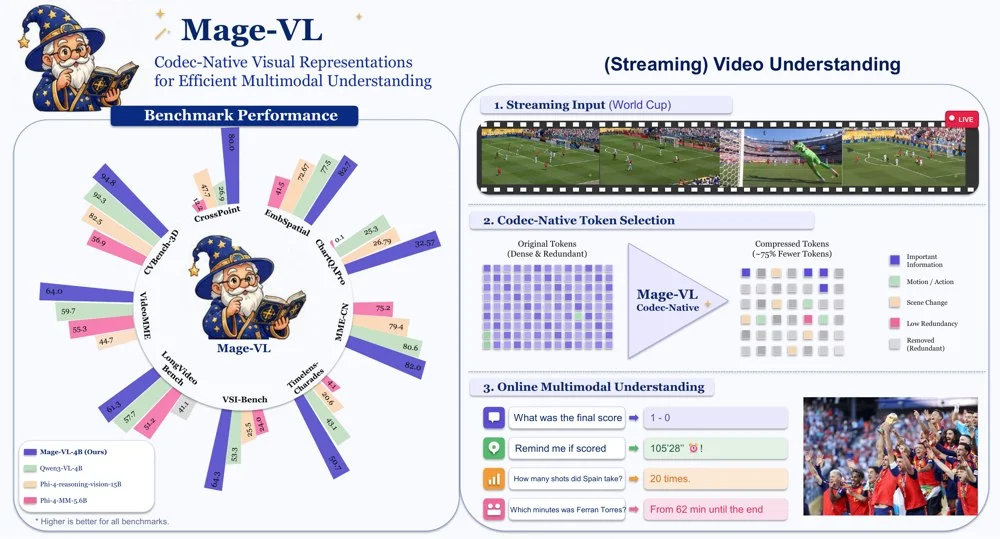 Mage-VL
Codec-Native Visual Representations
for Efficient Multimodal Understanding
Benchmark Performance
80.0
26.9
47.7
CrossPoint
41.5
72.67
77.5
82.7
EmbSpatial
0.1
25.3
26.79
32.57
ChartQAPro
75.2
79.4
80.6
82.0
MME-CN
4.1
20.6
43.1
50.7
Timelens-
Charades
24.0
25.5
53.3
64.3
VSI-Bench
41.1
51.2
57.7
61.3
LongVideo
Bench
44.7
55.3
59.7
64.0
VideoMME
56.9
82.5
92.3
94.8
CVBench-3D
Mage-VL
Mage-VL-4B (Ours)
Qwen3-VL-4B
Phi-4-reasoning-vision-15B
Phi-4-MM-5.6B
* Higher is better for all benchmarks.
(Streaming) Video Understanding
1. Streaming Input (World Cup)
LIVE
2. Codec-Native Token Selection
Original Tokens
(Dense & Redundant)
Mage-VL
Codec-Native
Compressed Tokens
(~75% Fewer Tokens)
Important
Information
Motion / Action
Scene Change
Low Redundancy
Removed
(Redundant)
3. Online Multimodal Understanding
What was the final score
1 - 0
Remind me if scored
105'28'' ⏰ !
How many shots did Spain take?
20 times.
Which minutes was Ferran Torres?
From 62 min until the end